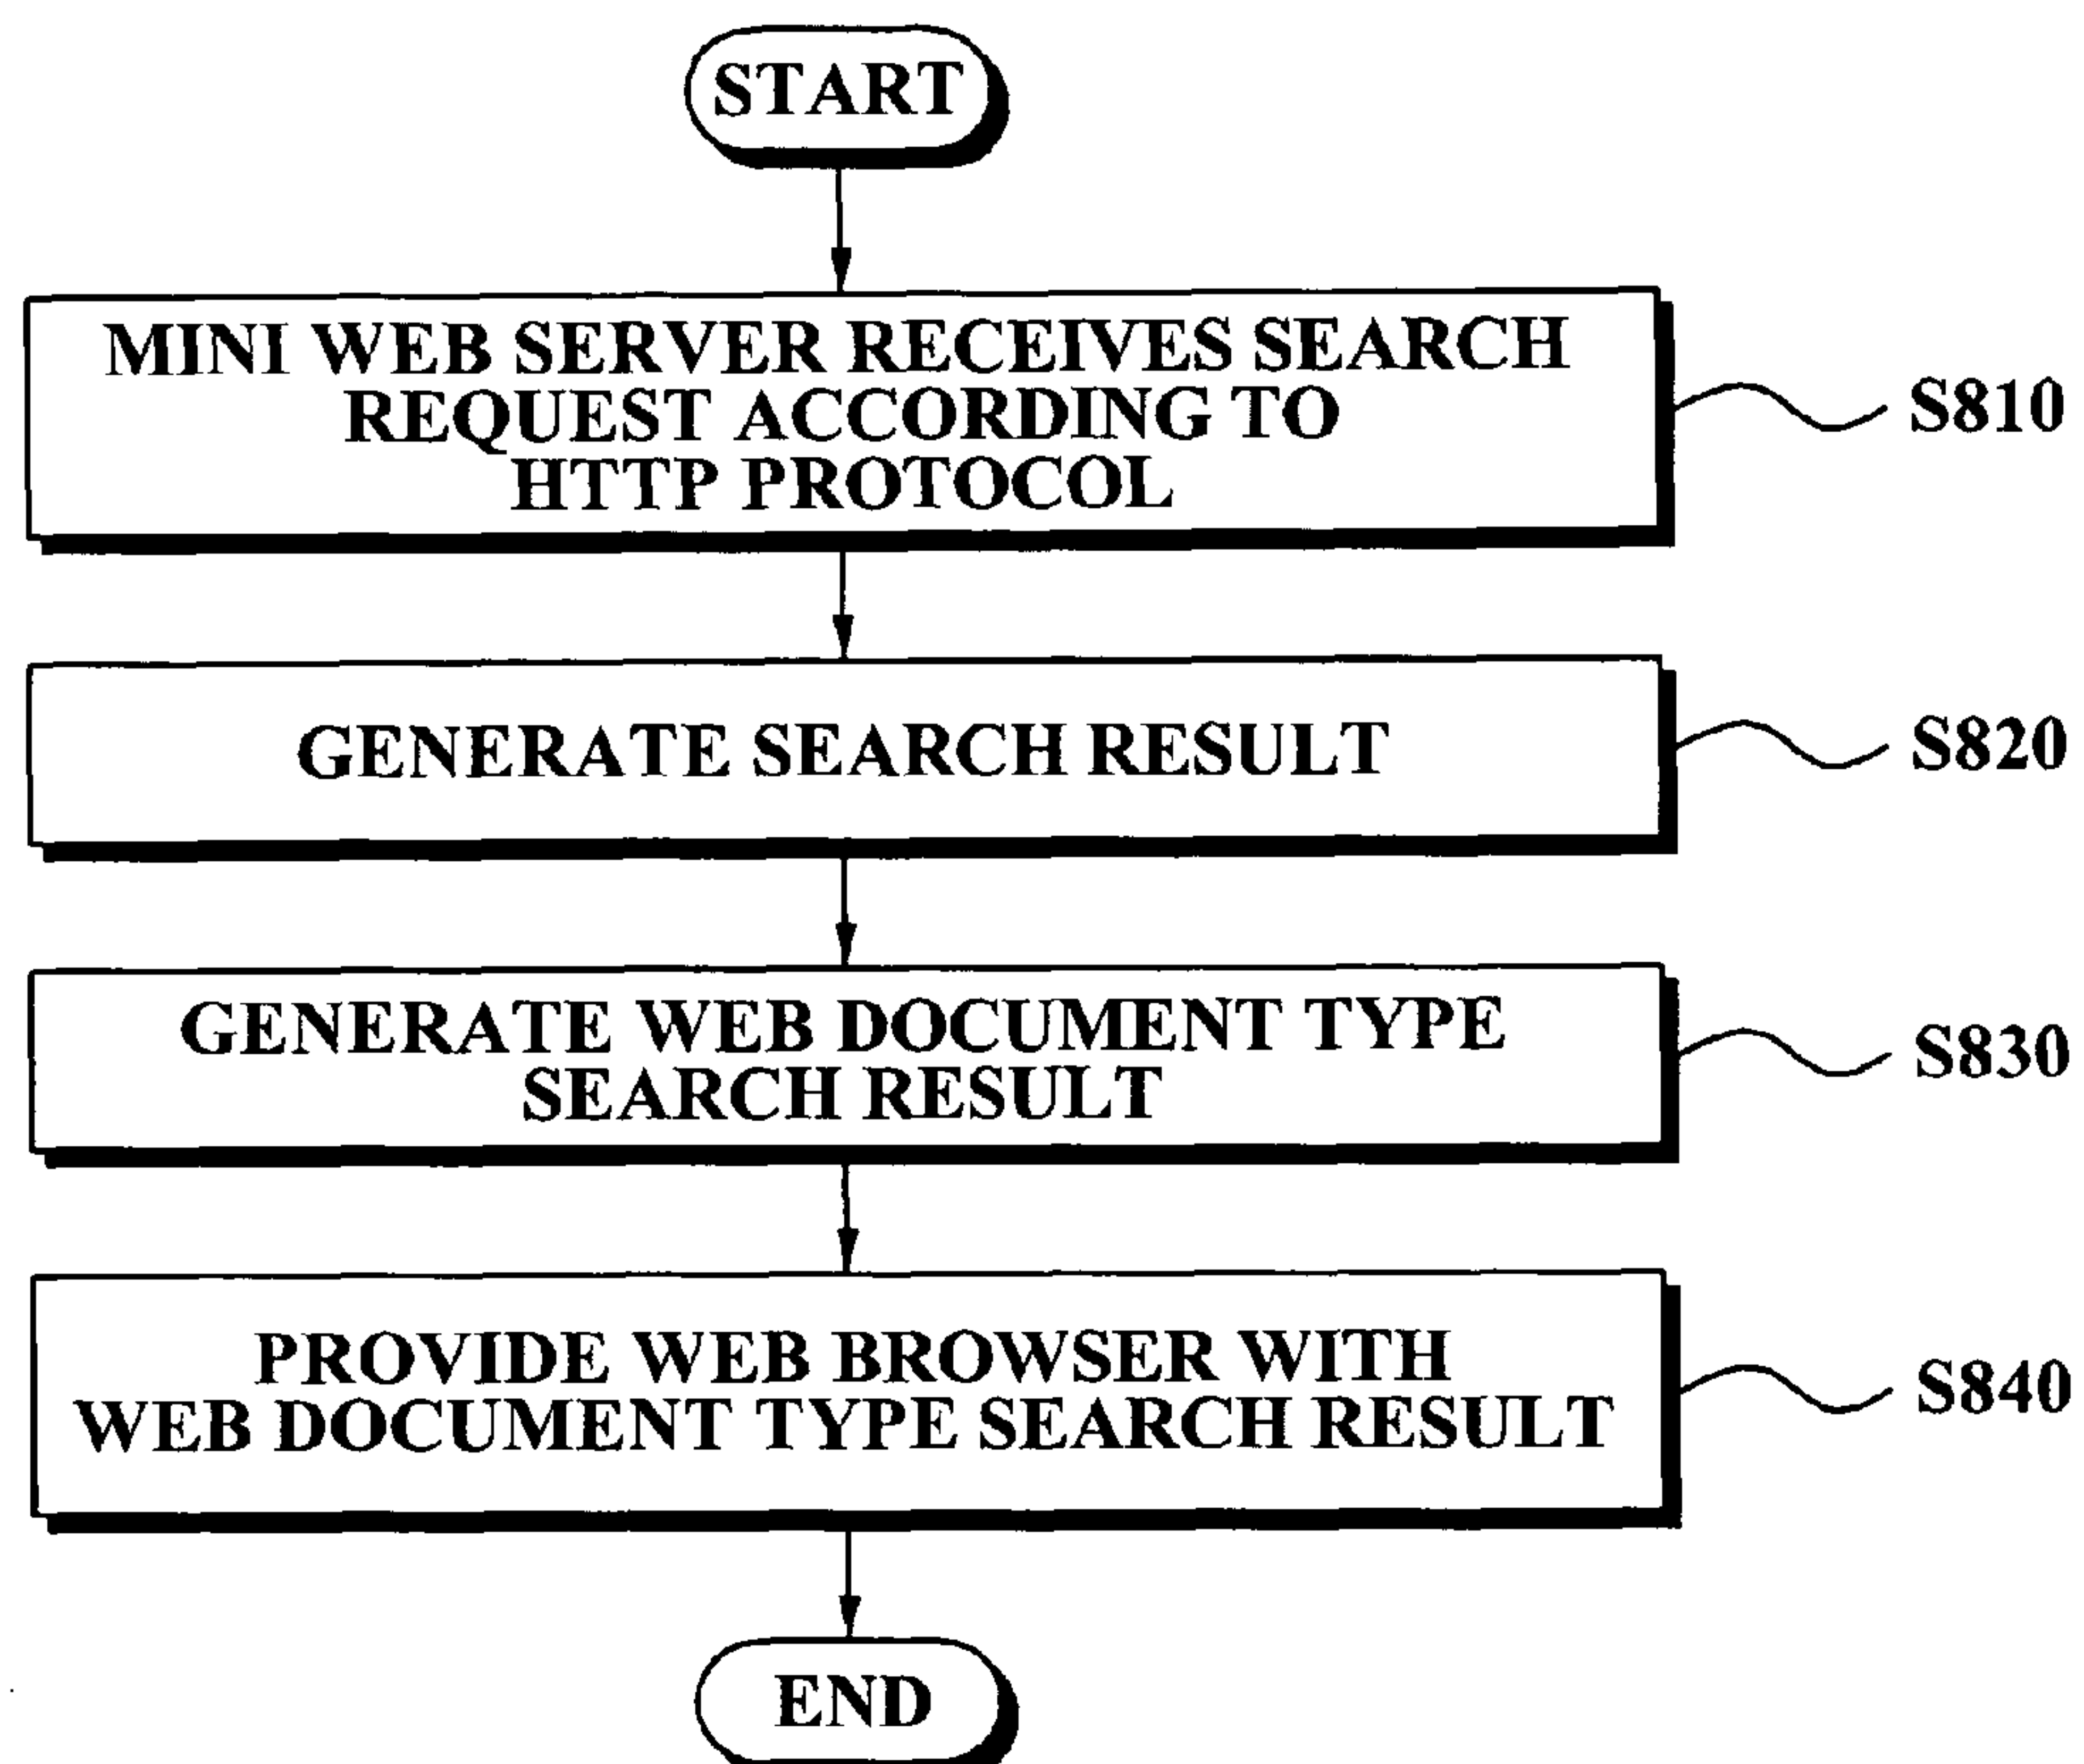 START
MINI WEB SERVER RECEIVES SEARCH
REQUEST ACCORDING TO
HTTP PROTOCOL
S810
GENERATE SEARCH RESULT
S820
GENERATE WEB DOCUMENT TYPE
SEARCH RESULT
S830
PROVIDE WEB BROWSER WITH
WEB DOCUMENT TYPE SEARCH RESULT
S840
END